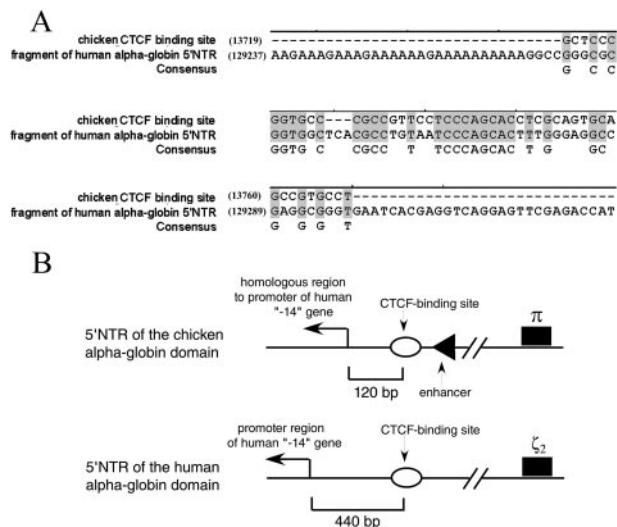 A
chicken CTCF binding site (13719) -----------------------------------GCTCCC
fragment of human alpha-globin 5'NTR (129237) AAGAAAGAAAGAAAAAAGAAAAAAAAAAGGCCGGGCGC
Consensus G CC
chicken CTCF binding site GGTGCC---CGCCGTTCCTCCCAGCACCTCGCAGTGCA
fragment of human alpha-globin 5'NTR GGTGGCTCACGCCTGTAATCCCAGCACTTTGGGAGGCC
Consensus GGTG C CGCC T TCCCAGCAC T G GC
chicken CTCF binding site (13760) GCCGTGCCT-----------------------------
fragment of human alpha-globin 5'NTR (129289) GAGGCGGGTGAATCACGAGGTCAGGAGTTCGAGACCAT
Consensus G G G T
B
homologous region
to promoter of human
"-14" gene
CTCF-binding site
π
5'NTR of the chicken
alpha-globin domain
120 bp
enhancer
promoter region
of human "-14" gene
CTCF-binding site
ζ2
5'NTR of the human
alpha-globin domain
440 bp